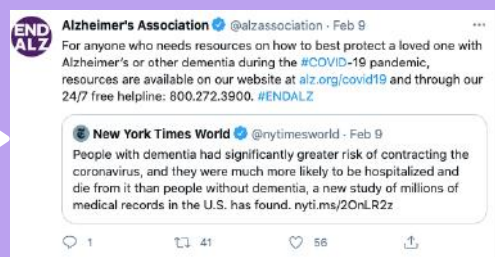 END
ALZ
Alzheimer's Association @alzassociation · Feb 9
For anyone who needs resources on how to best protect a loved one with
Alzheimer's or other dementia during the #COVID-19 pandemic,
resources are available on our website at alz.org/covid19 and through our
24/7 free helpline: 800.272.3900. #ENDALZ
New York Times World @nytimesworld · Feb 9
People with dementia had significantly greater risk of contracting the
coronavirus, and they were much more likely to be hospitalized and
die from it than people without dementia, a new study of millions of
medical records in the U.S. has found. nyti.ms/2OnLR2z
1 41 56